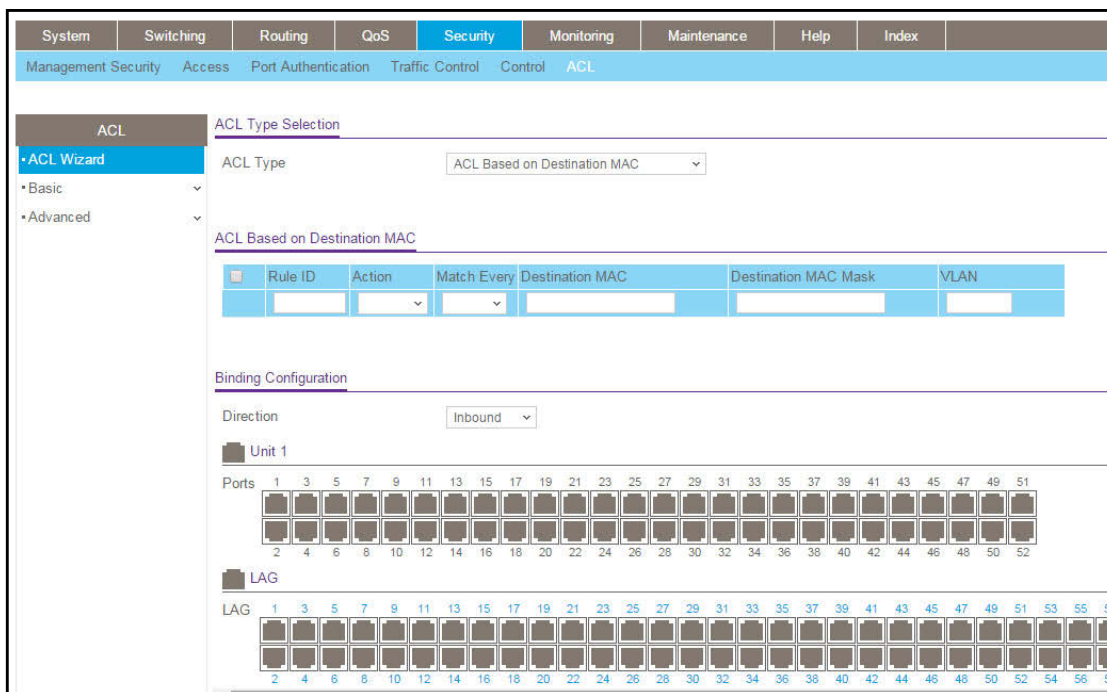 System Switching Routing QoS Security Monitoring Maintenance Help Index
Management Security Access Port Authentication Traffic Control Control ACL
ACL
ACL Wizard
Basic
Advanced
ACL Type Selection
ACL Type ACL Based on Destination MAC
ACL Based on Destination MAC
Rule ID Action Match Every Destination MAC Destination MAC Mask VLAN
Binding Configuration
Direction Inbound
Unit 1
Ports 1 3 5 7 9 11 13 15 17 19 21 23 25 27 29 31 33 35 37 39 41 43 45 47 49 51
2 4 6 8 10 12 14 16 18 20 22 24 26 28 30 32 34 36 38 40 42 44 46 48 50 52
LAG
LAG 1 3 5 7 9 11 13 15 17 19 21 23 25 27 29 31 33 35 37 39 41 43 45 47 49 51 53 55
2 4 6 8 10 12 14 16 18 20 22 24 26 28 30 32 34 36 38 40 42 44 46 48 50 52 54 56